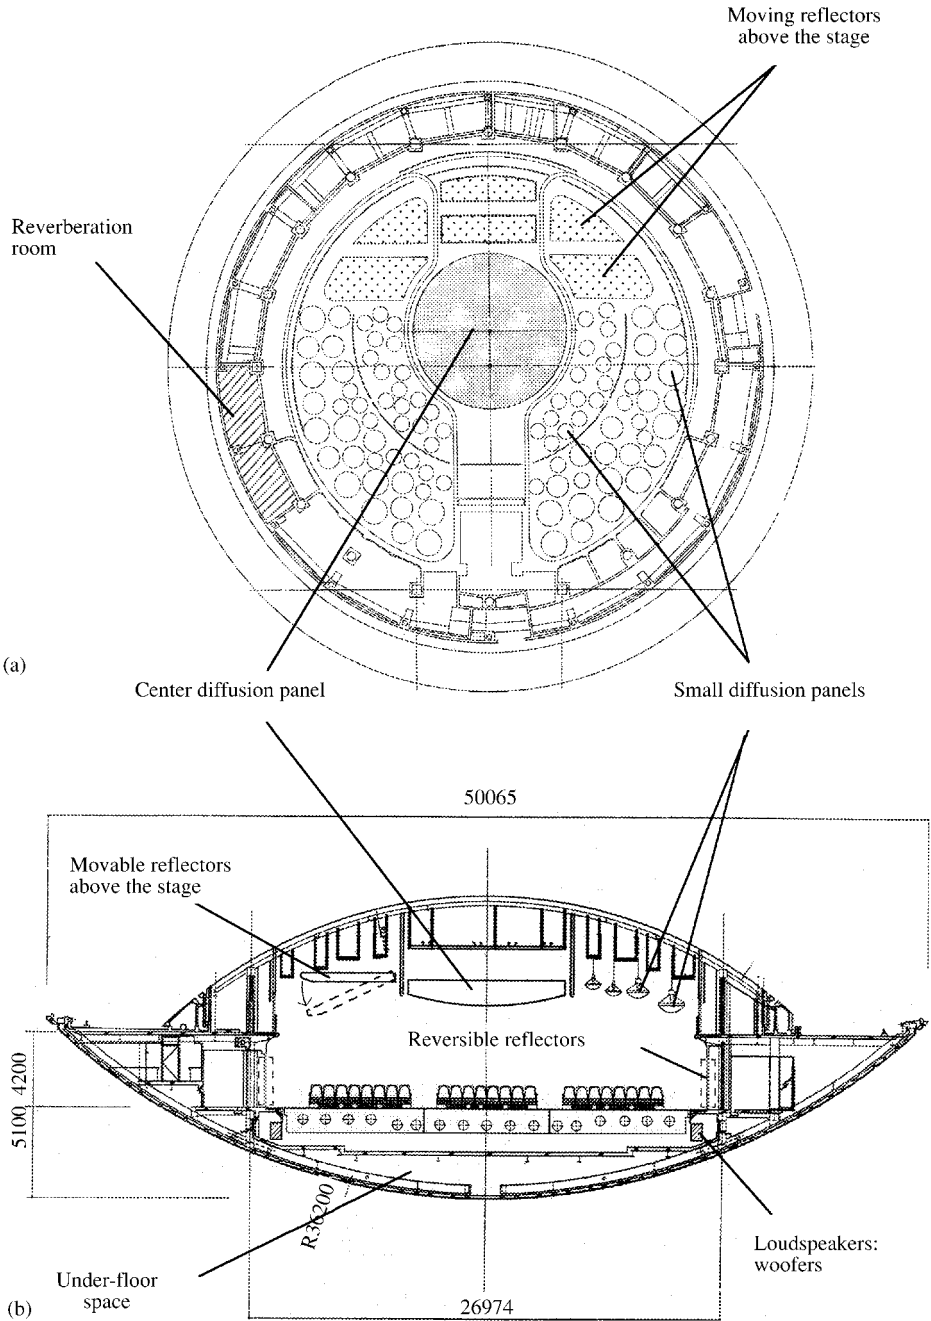 Moving reflectors
above the stage
Reverberation
room
(a)
Center diffusion panel
Small diffusion panels
50065
Movable reflectors
above the stage
Reversible reflectors
4200
5100
R36200
Loudspeakers:
woofers
Under-floor
space
26974
(b)